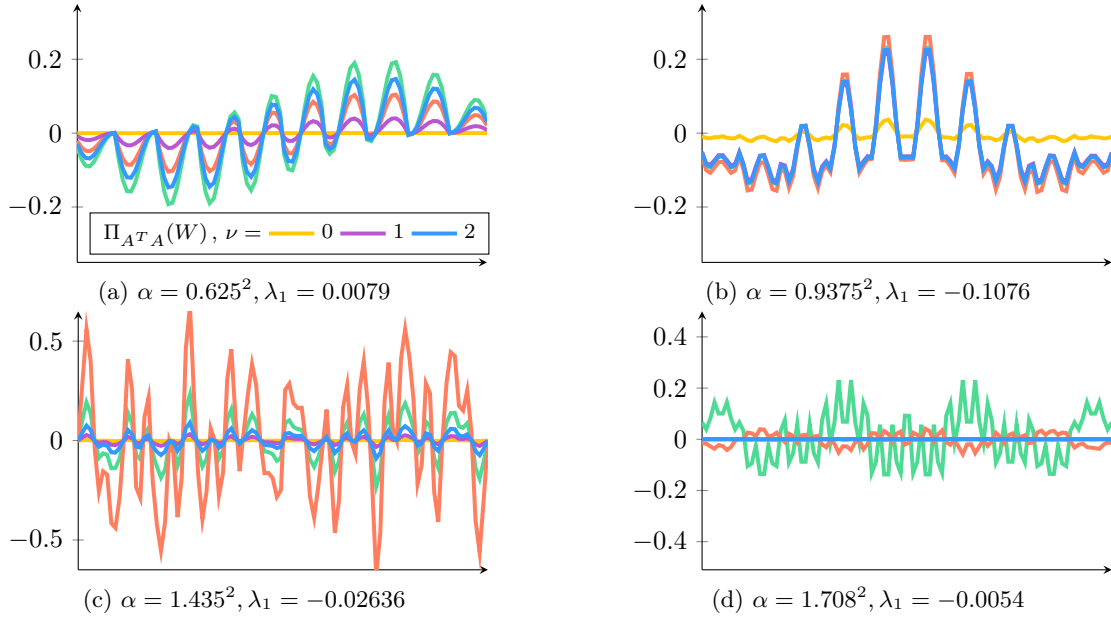 0.2
0
−0.2
Π_{A^T A}(W), ν = 0 1 2
(a) α = 0.625², λ₁ = 0.0079
0.2
0
−0.2
(b) α = 0.9375², λ₁ = −0.1076
0.5
0
−0.5
(c) α = 1.435², λ₁ = −0.02636
0.4
0.2
0
−0.2
−0.4
(d) α = 1.708², λ₁ = −0.0054